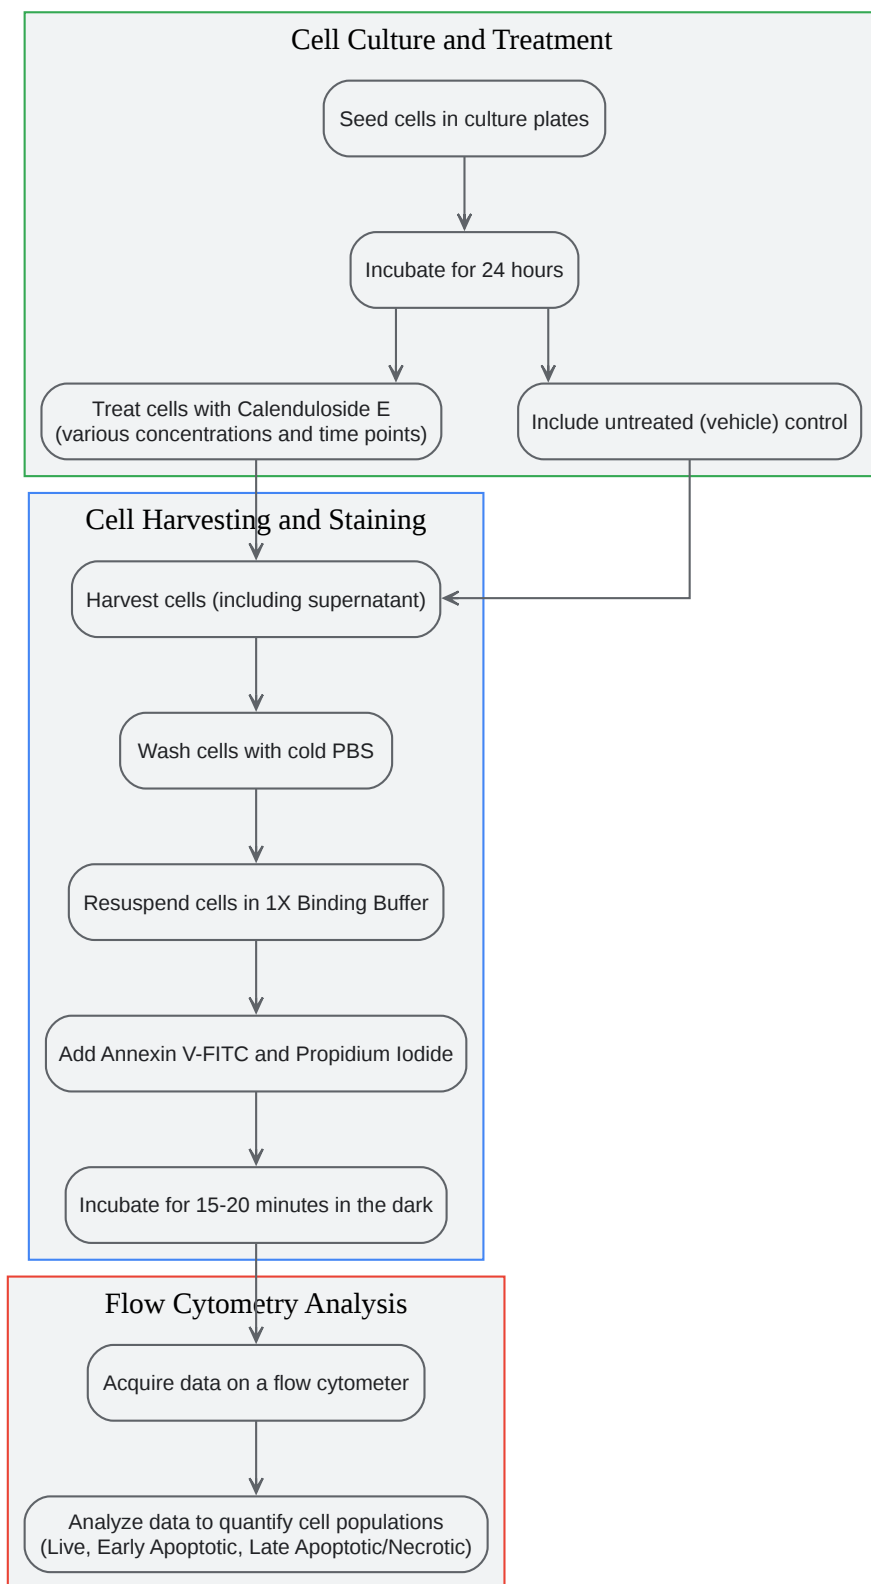 Cell Culture and Treatment
Seed cells in culture plates
Incubate for 24 hours
Treat cells with Calenduloside E
(various concentrations and time points)
Include untreated (vehicle) control
Cell Harvesting and Staining
Harvest cells (including supernatant)
Wash cells with cold PBS
Resuspend cells in 1X Binding Buffer
Add Annexin V-FITC and Propidium Iodide
Incubate for 15-20 minutes in the dark
Flow Cytometry Analysis
Acquire data on a flow cytometer
Analyze data to quantify cell populations
(Live, Early Apoptotic, Late Apoptotic/Necrotic)